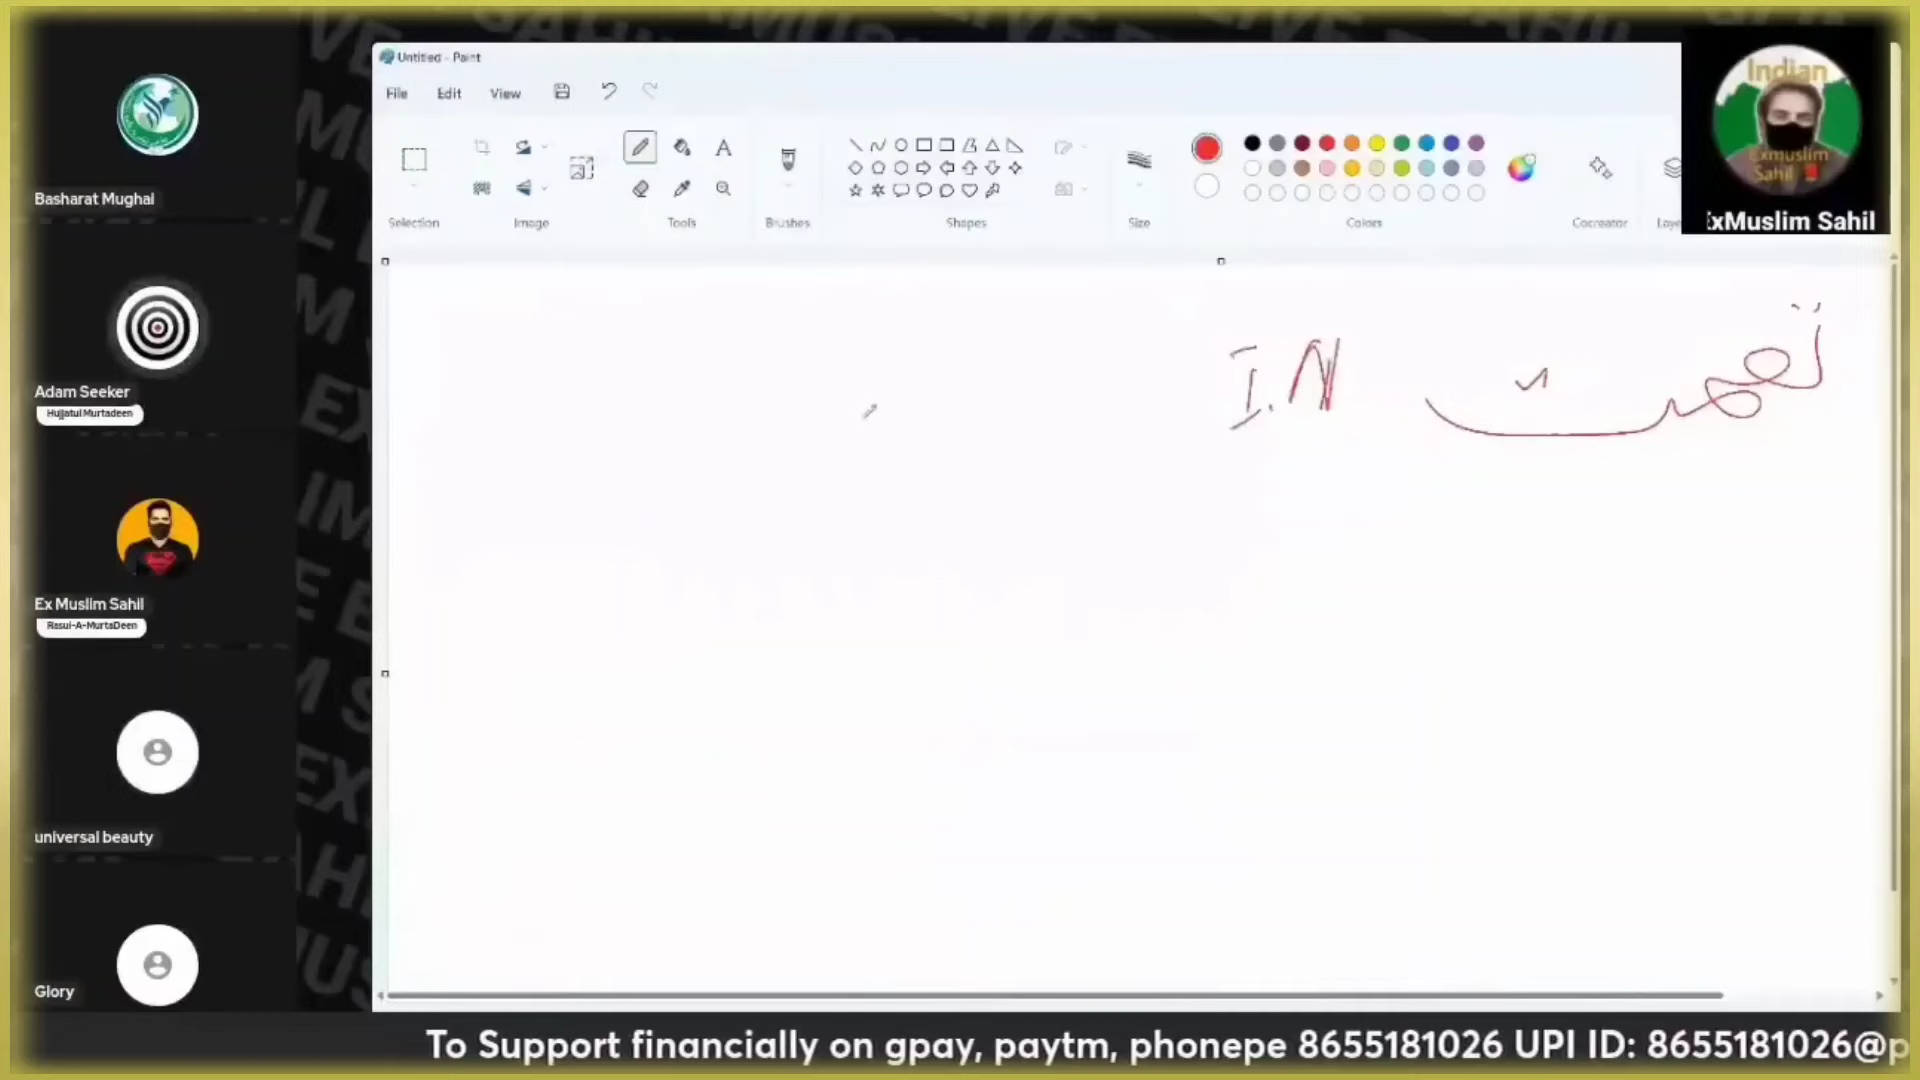 Untitled - Paint
File Edit View
Selection
Image
Tools
Brushes
Shapes
Size
Colors
Cocreator
Indian
Exmuslim
Sahil
ExMuslim Sahil
Basharat Mughal
Adam Seeker
Hujjatul Murtadeen
Ex Muslim Sahil
Rasul-A-MurtaDeen
universal beauty
Glory
I.N
To Support financially on gpay, paytm, phonepe 8655181026 UPI ID: 8655181026@p